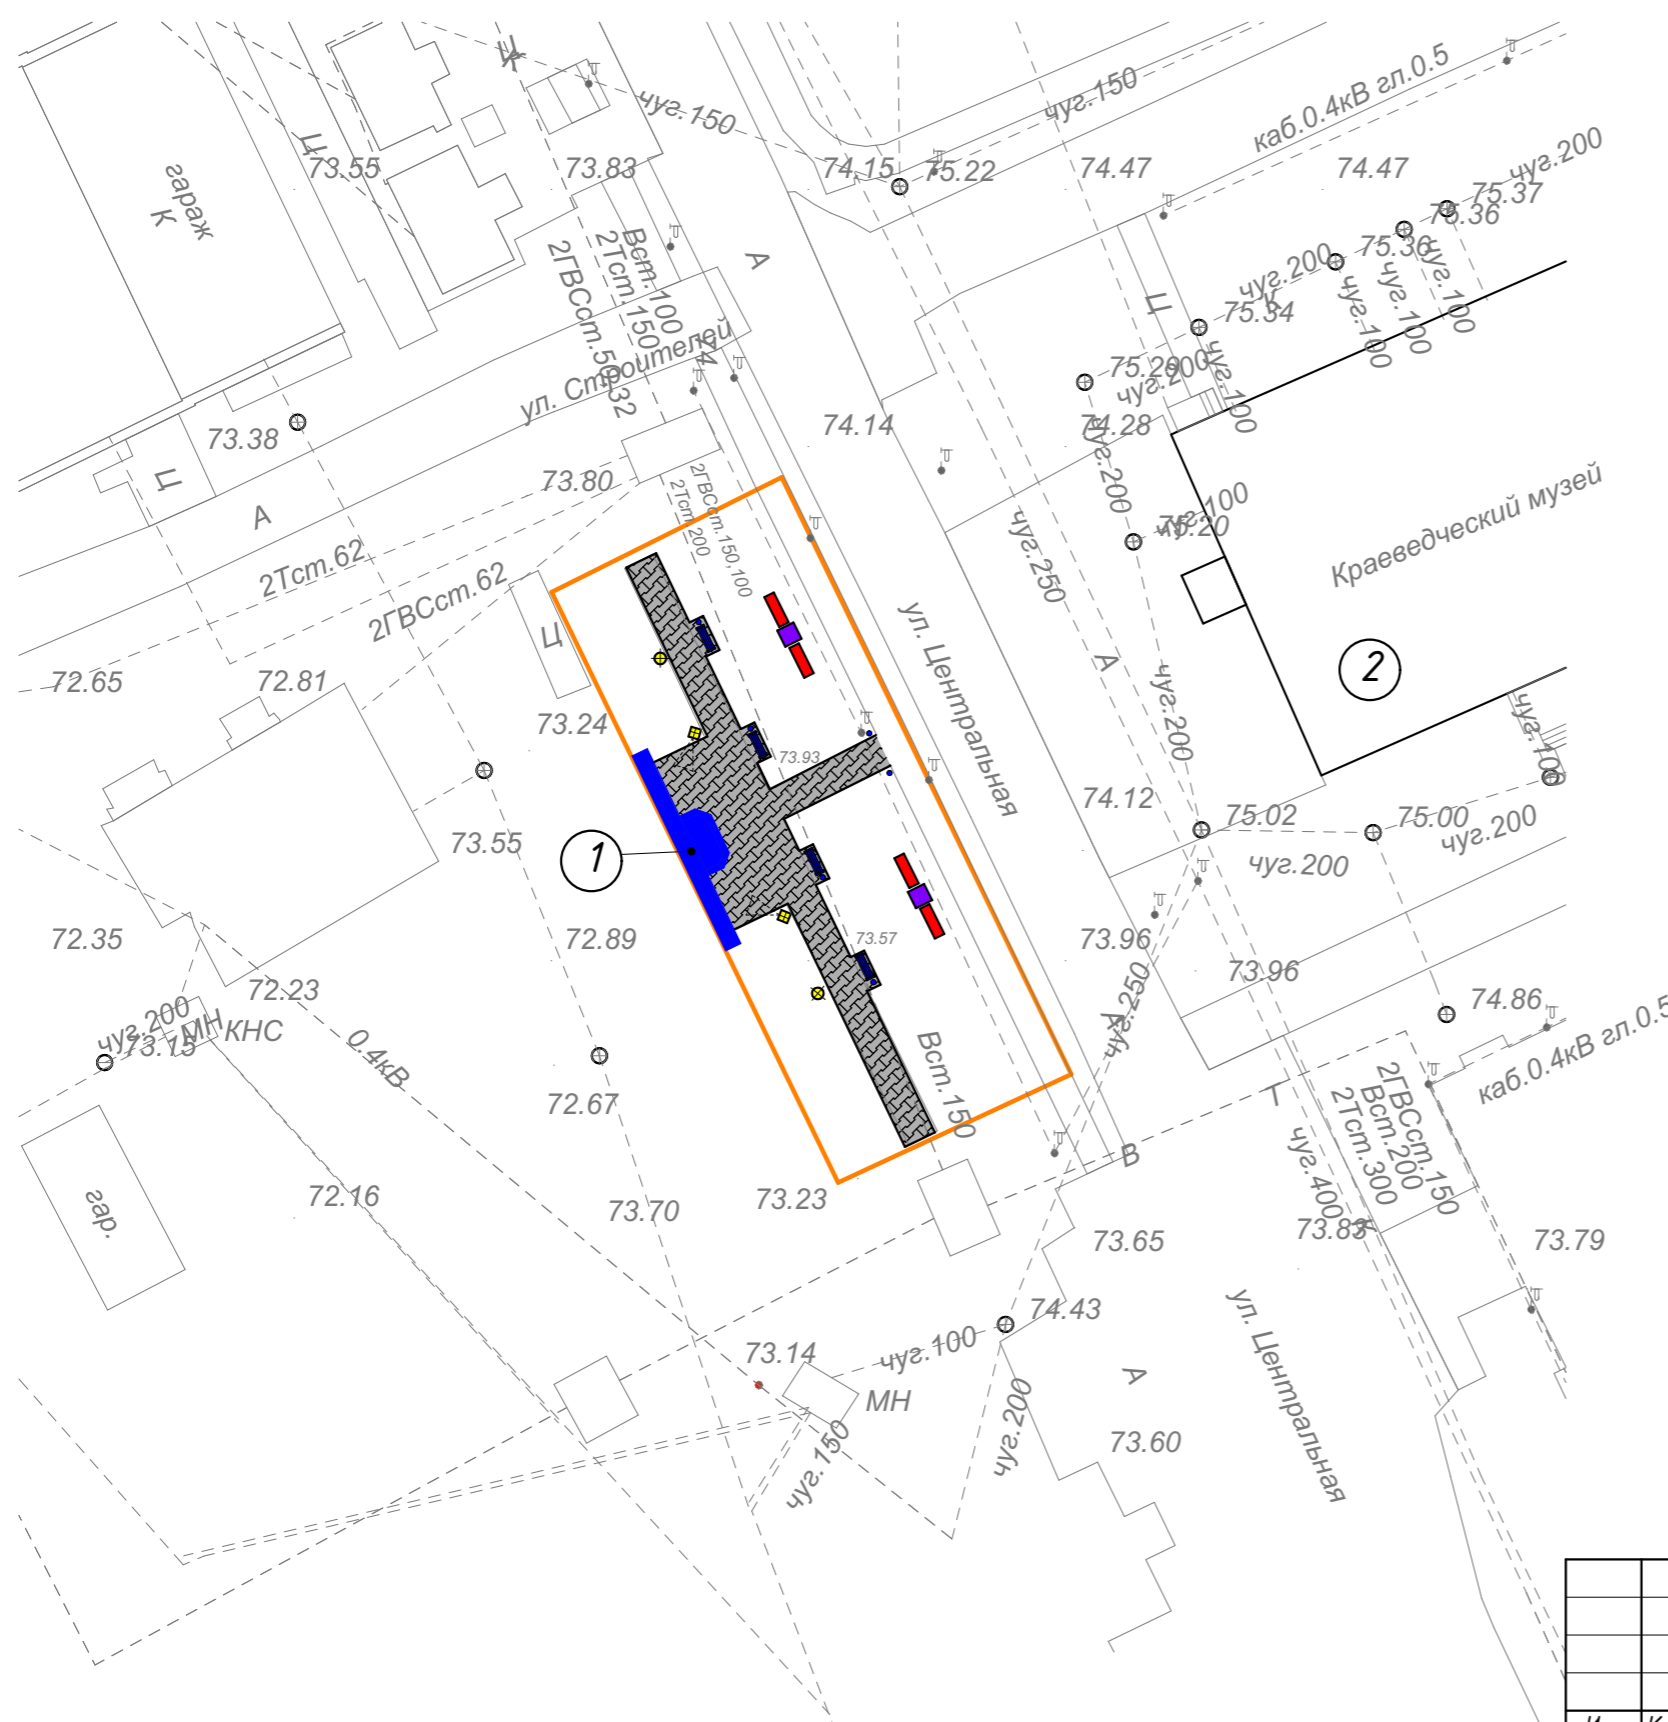 Ц
К
чуг.150
чуг.150
каб.0.4кВ гл.0.5
Ц
73.55
73.83
74.15
75.22
74.47
74.47
чуг.200
75.37
75.36
75.36
гараж
К
Вст.100
2Тст.150
2ГВСст.50,32
А
чуг.200
К
75.34
чуг.100
чуг.100
чуг.100
Ц
74
ул. Строителей
75.20
чуг.200
чуг.100
73.38
74.14
74.28
чуг.200
Ц
А
73.80
2ГВСст.150,100
2Тст.200
чуг.100
75.20
Краеведческий музей
чуг.250
2Тст.62
2ГВСст.62
Ц
ул. Центральная
А
72.65
72.81
2
73.24
чуг.200
чуг.100
73.93
74.12
75.02
75.00
чуг.200
73.55
1
чуг.200
72.35
72.89
73.57
73.96
73.96
72.23
чуг.200
МН
КНС
73.15
0.4кВ
чуг.250
А
74.86
каб.0.4кВ гл.0.5
Вст.150
72.67
Т
В
2ГВСст.150
Вст.200
2Тст.300
чуг.400
К
гар.
72.16
73.70
73.23
73.65
73.83
73.79
74.43
ул. Центральная
73.14
чуг.100
А
МН
чуг.200
чуг.150
73.60